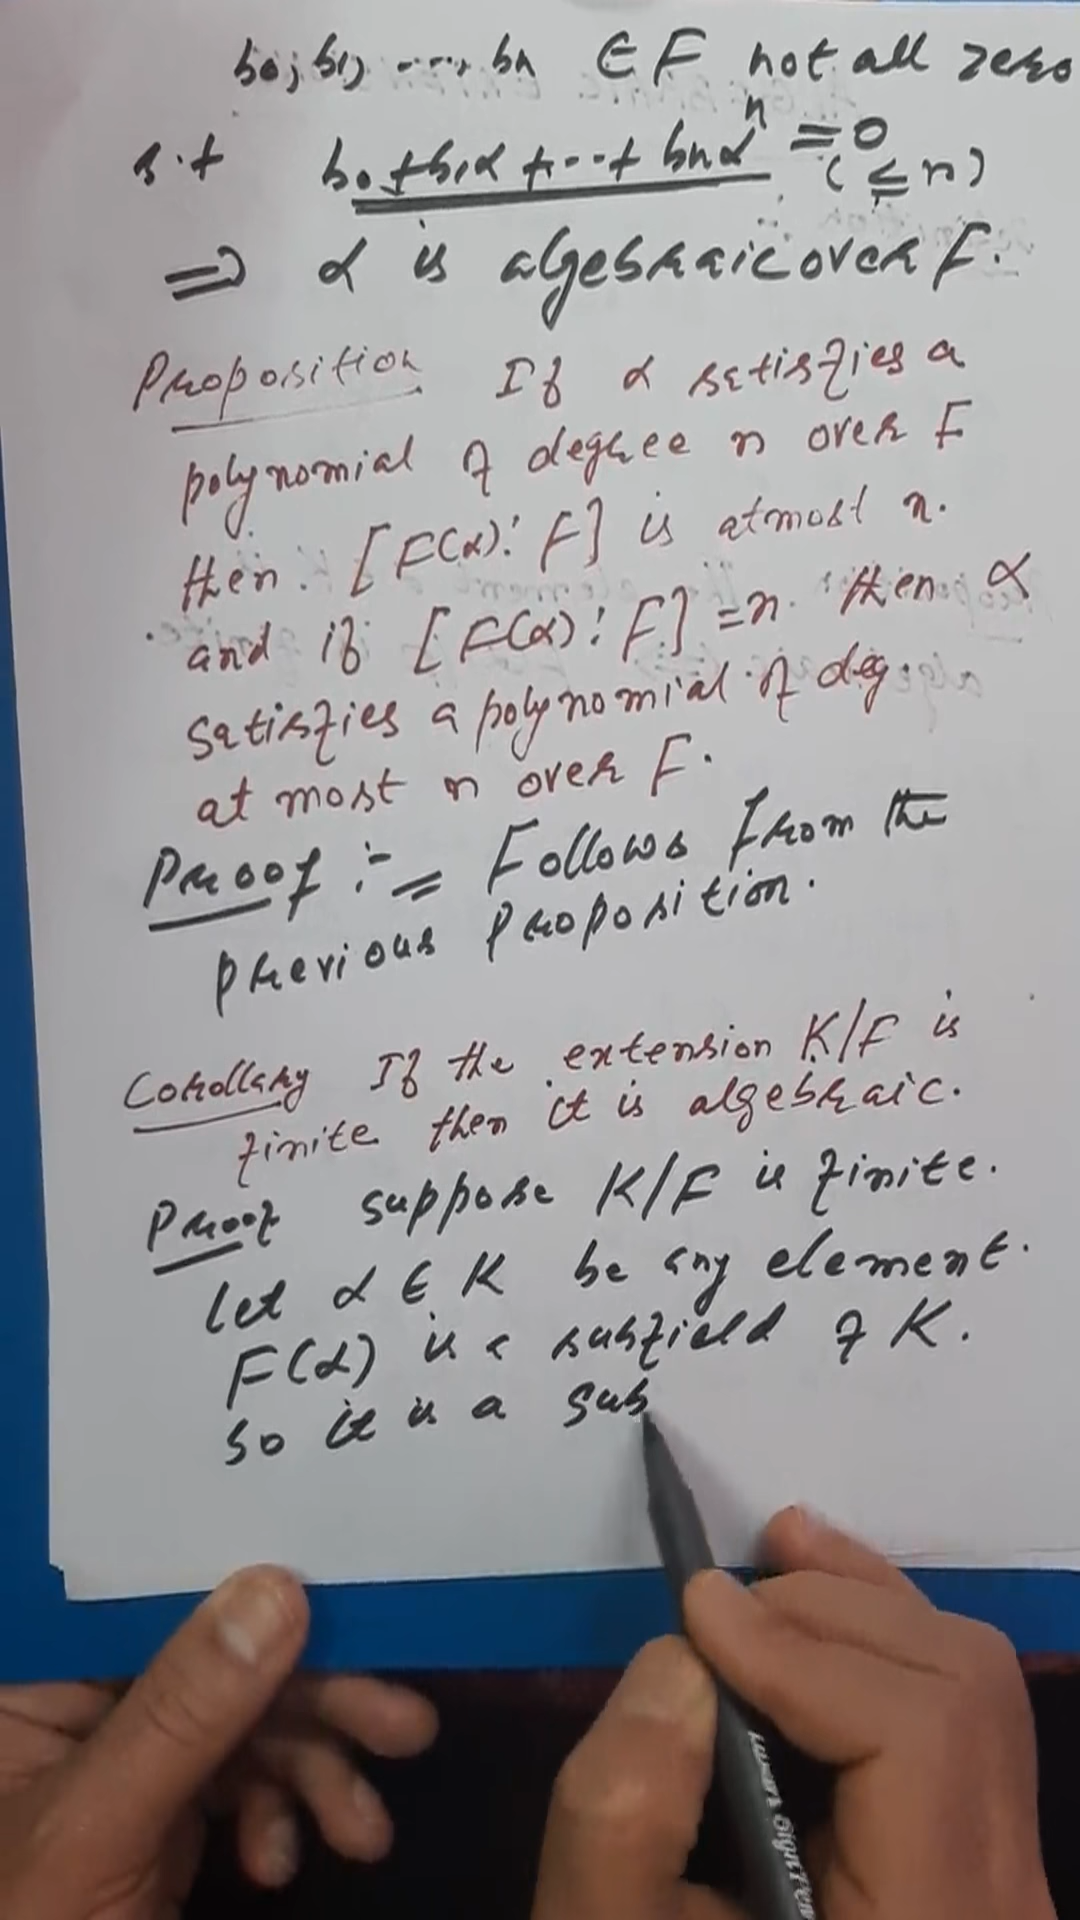 b₀, b₁, ...., bₙ ∈ F not all zero
s.t b₀+b₁α+...+bₙαⁿ = 0
(≤n)
⇒ α is algebraic over F.
Proposition If α satisfies a
polynomial of degree n over F
then [F(α):F] is atmost n.
and if [F(α):F] = n. then α
satisfies a polynomial of deg
at most n over F.
Proof :- Follows from the
previous proposition.
Corollary If the extension K/F is
finite then it is algebraic.
Proof suppose K/F is finite.
let α ∈ K be any element.
F(α) is a subfield of K.
so it is a sub